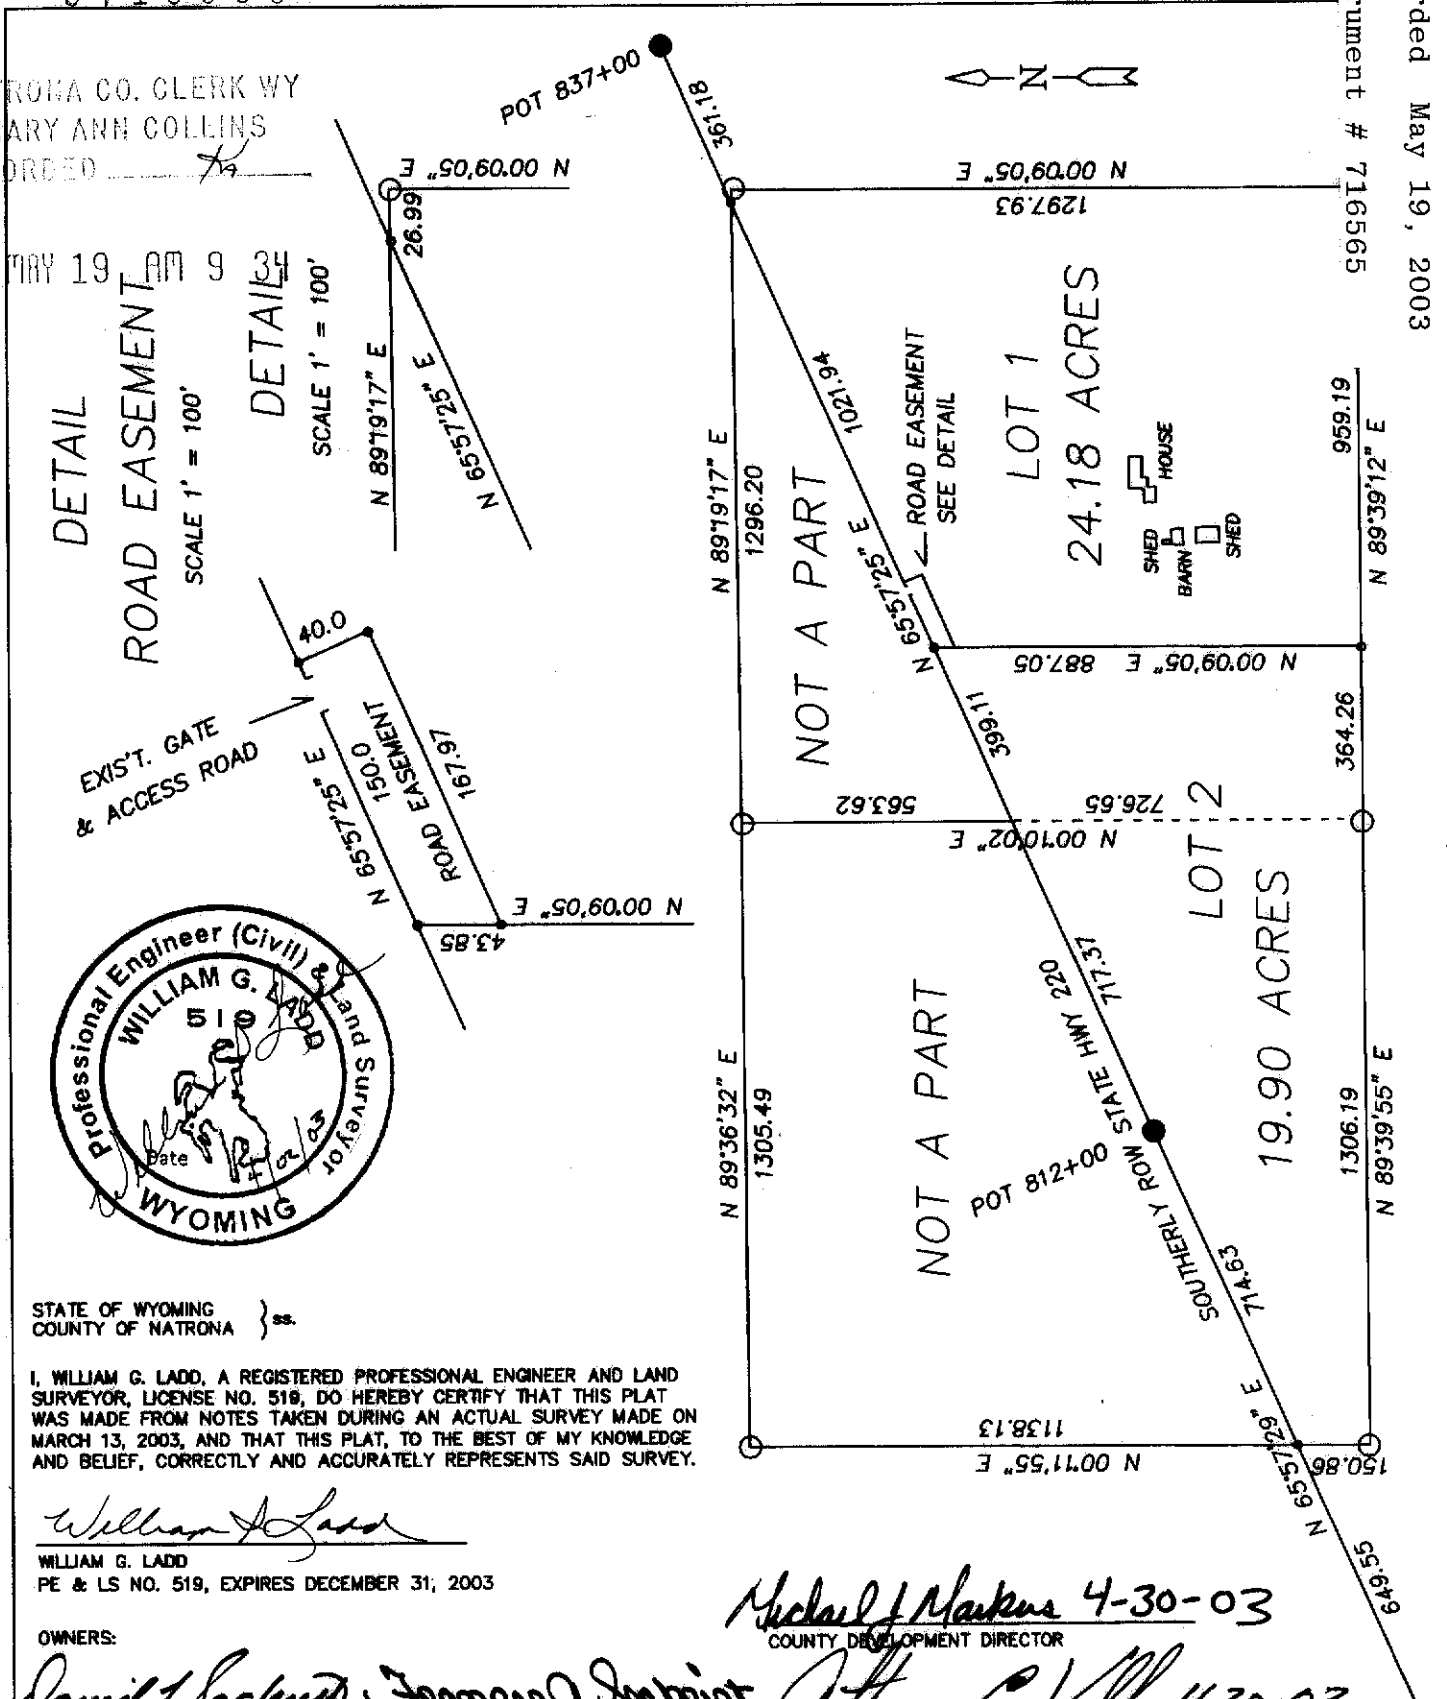 RONA CO. CLERK WY
ARY ANN COLLINS
ORDED
MAY 19 AM 9 34
rded May 19, 2003
rument # 716565
DETAIL
ROAD EASEMENT
SCALE 1' = 100'
DETAIL
SCALE 1' = 100'
N 00°09'05" E
26.99
N 89°19'17" E
N 65°57'25" E
POT 837+00
361.18
N
N 00°09'05" E
1297.93
N 89°19'17" E
1296.20
1021.94
N 65°57'25" E
NOT A PART
ROAD EASEMENT
SEE DETAIL
LOT 1
24.18 ACRES
HOUSE
SHED
BARN
SHED
959.19
N 89°39'12" E
EXIS'T. GATE
& ACCESS ROAD
40.0
N 65°57'25" E
150.0
ROAD EASEMENT
167.97
43.85
N 00°09'05" E
N 00°09'05" E 887.05
399.11
364.26
563.62
726.65
N 00°10'02" E
LOT 2
19.90 ACRES
NOT A PART
N 89°36'32" E
1305.49
717.37
SOUTHERLY ROW STATE HWY 220
POT 812+00
714.63
1306.19
N 89°39'55" E
1138.13
N 00°11'55" E
150.86
N 65°57'29" E
649.55
Professional Engineer (Civil) & Land Surveyor
WILLIAM G. LADD
519
Date
4/02/03
WYOMING
STATE OF WYOMING
COUNTY OF NATRONA } ss.
I, WILLIAM G. LADD, A REGISTERED PROFESSIONAL ENGINEER AND LAND
SURVEYOR, LICENSE NO. 519, DO HEREBY CERTIFY THAT THIS PLAT
WAS MADE FROM NOTES TAKEN DURING AN ACTUAL SURVEY MADE ON
MARCH 13, 2003, AND THAT THIS PLAT, TO THE BEST OF MY KNOWLEDGE
AND BELIEF, CORRECTLY AND ACCURATELY REPRESENTS SAID SURVEY.
William G Ladd
WILLIAM G. LADD
PE & LS NO. 519, EXPIRES DECEMBER 31, 2003
Michael J Markus 4-30-03
COUNTY DEVELOPMENT DIRECTOR
OWNERS:
4-30-03